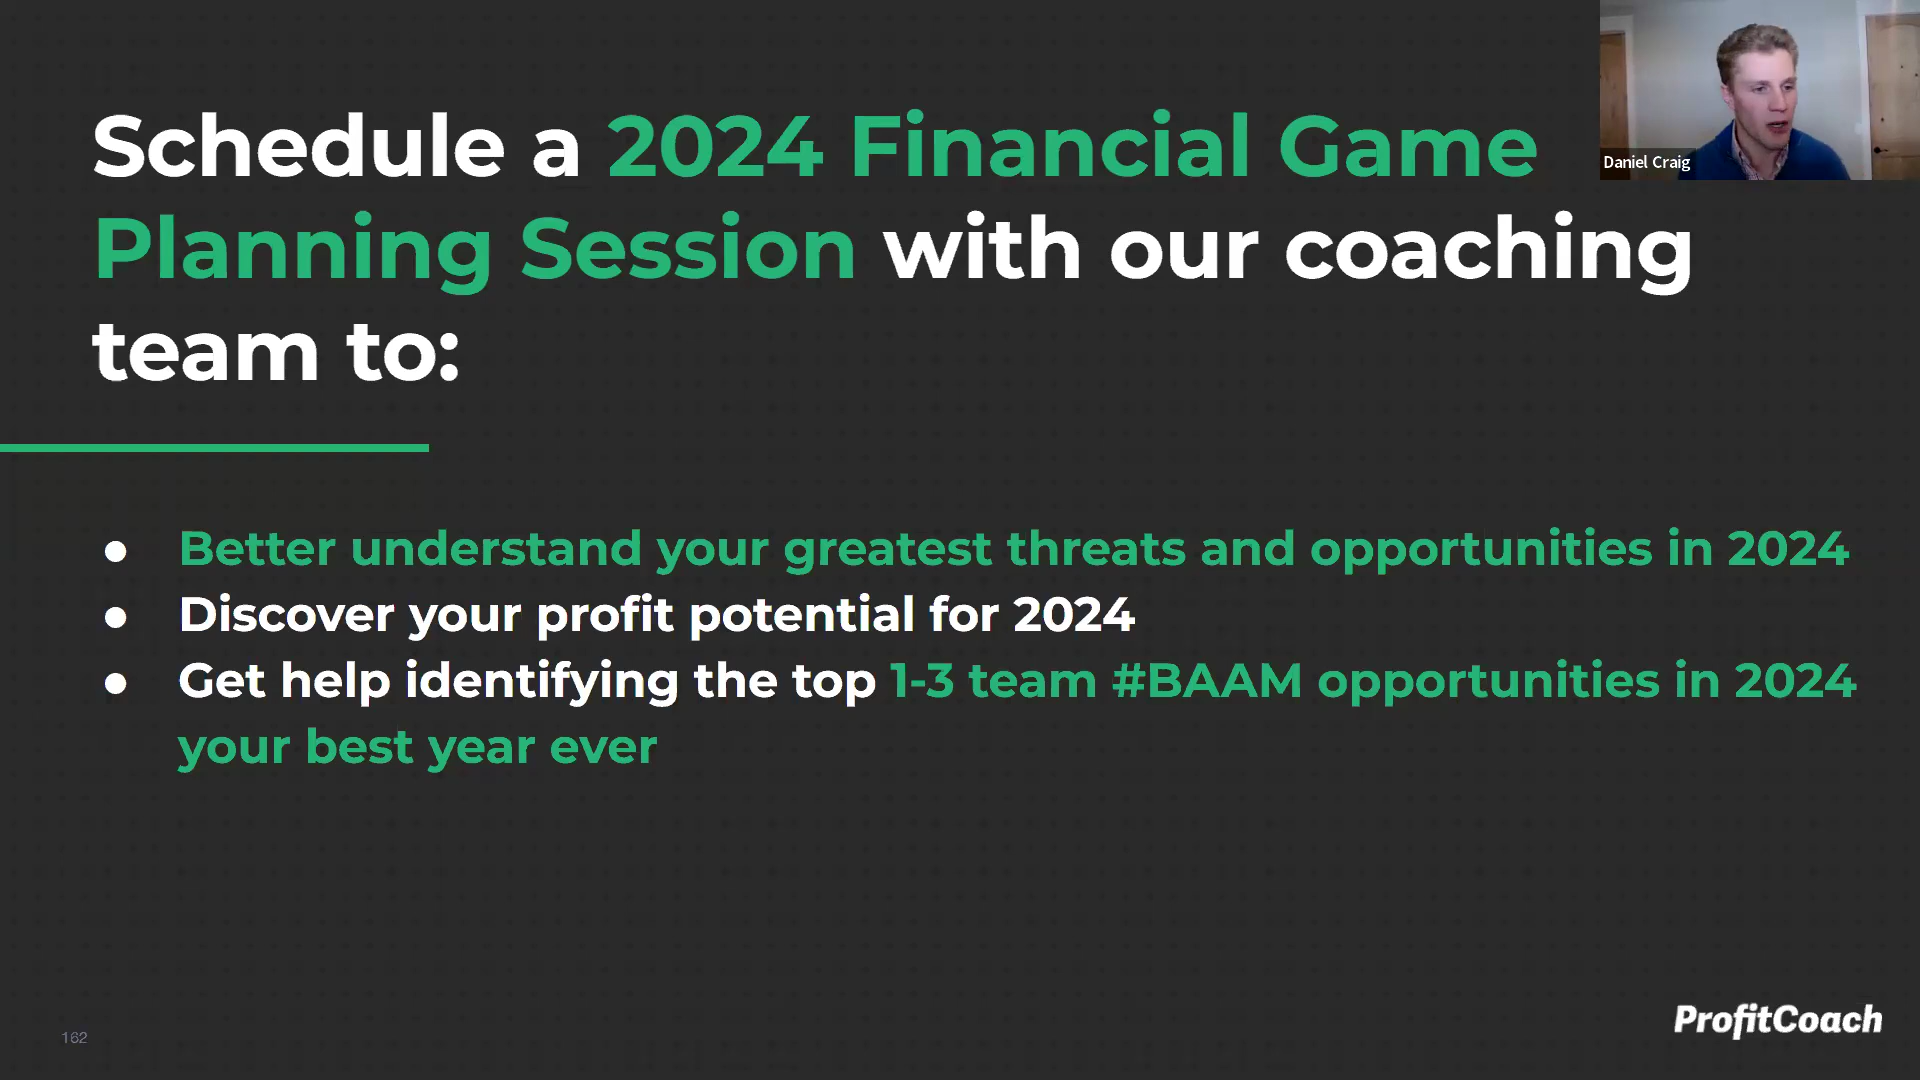 Schedule a 2024 Financial Game
Planning Session with our coaching
team to:
Daniel Craig
● Better understand your greatest threats and opportunities in 2024
● Discover your profit potential for 2024
● Get help identifying the top 1-3 team #BAAM opportunities in 2024
your best year ever
162
ProfitCoach